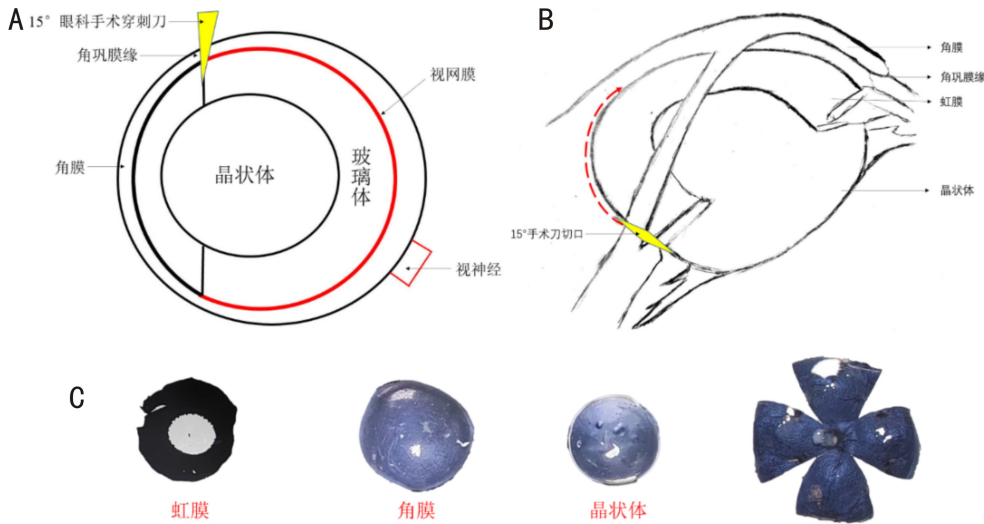 A
15° 眼科手术穿刺刀
角巩膜缘
视网膜
角膜
晶状体
玻璃体
视神经
B
角膜
角巩膜缘
虹膜
晶状体
15°手术刀切口
C
虹膜
角膜
晶状体